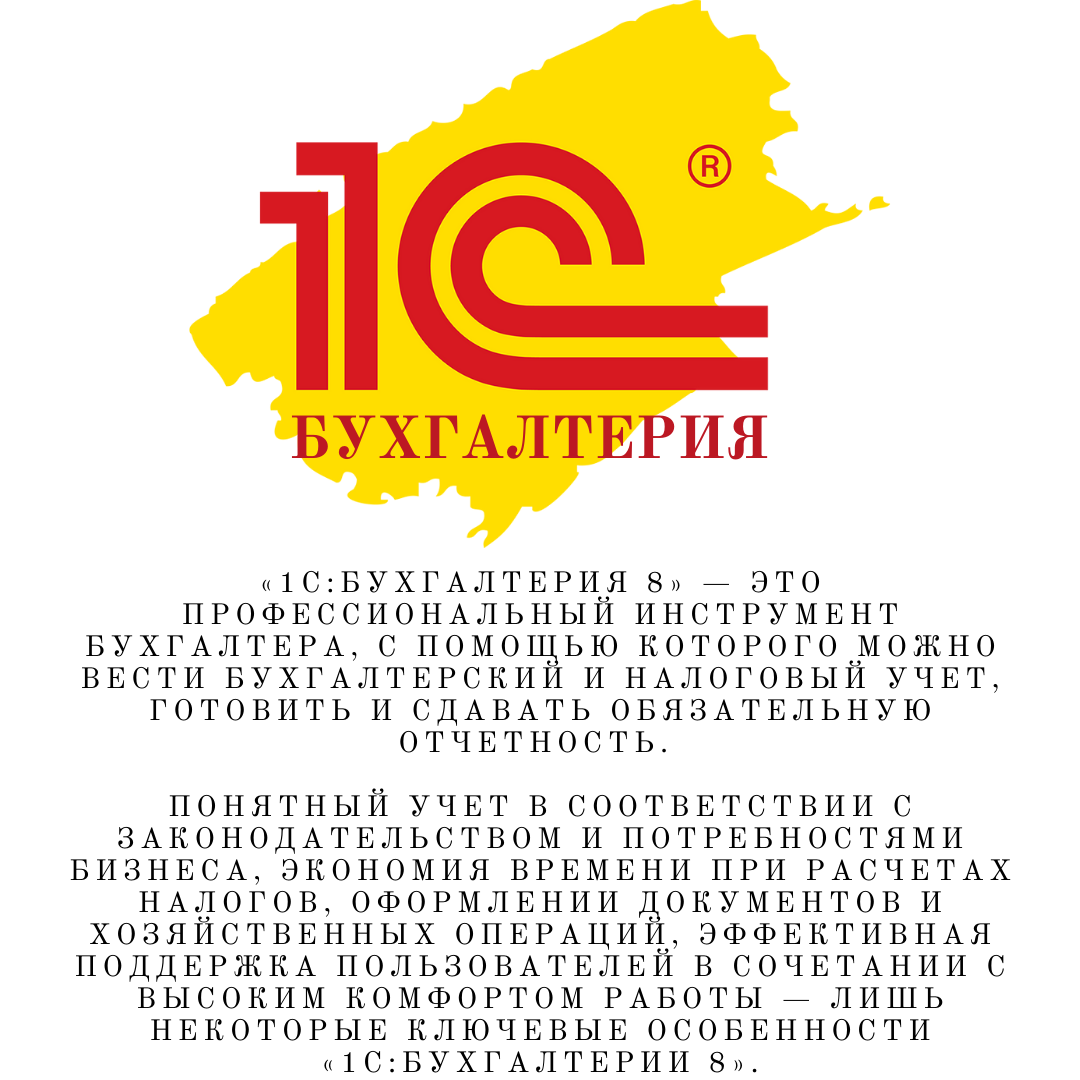 1С
®
БУХГАЛТЕРИЯ
«1С:БУХГАЛТЕРИЯ 8» — ЭТО
ПРОФЕССИОНАЛЬНЫЙ ИНСТРУМЕНТ
БУХГАЛТЕРА, С ПОМОЩЬЮ КОТОРОГО МОЖНО
ВЕСТИ БУХГАЛТЕРСКИЙ И НАЛОГОВЫЙ УЧЕТ,
ГОТОВИТЬ И СДАВАТЬ ОБЯЗАТЕЛЬНУЮ
ОТЧЕТНОСТЬ.
ПОНЯТНЫЙ УЧЕТ В СООТВЕТСТВИИ С
ЗАКОНОДАТЕЛЬСТВОМ И ПОТРЕБНОСТЯМИ
БИЗНЕСА, ЭКОНОМИЯ ВРЕМЕНИ ПРИ РАСЧЕТАХ
НАЛОГОВ, ОФОРМЛЕНИИ ДОКУМЕНТОВ И
ХОЗЯЙСТВЕННЫХ ОПЕРАЦИЙ, ЭФФЕКТИВНАЯ
ПОДДЕРЖКА ПОЛЬЗОВАТЕЛЕЙ В СОЧЕТАНИИ С
ВЫСОКИМ КОМФОРТОМ РАБОТЫ — ЛИШЬ
НЕКОТОРЫЕ КЛЮЧЕВЫЕ ОСОБЕННОСТИ
«1С:БУХГАЛТЕРИИ 8».